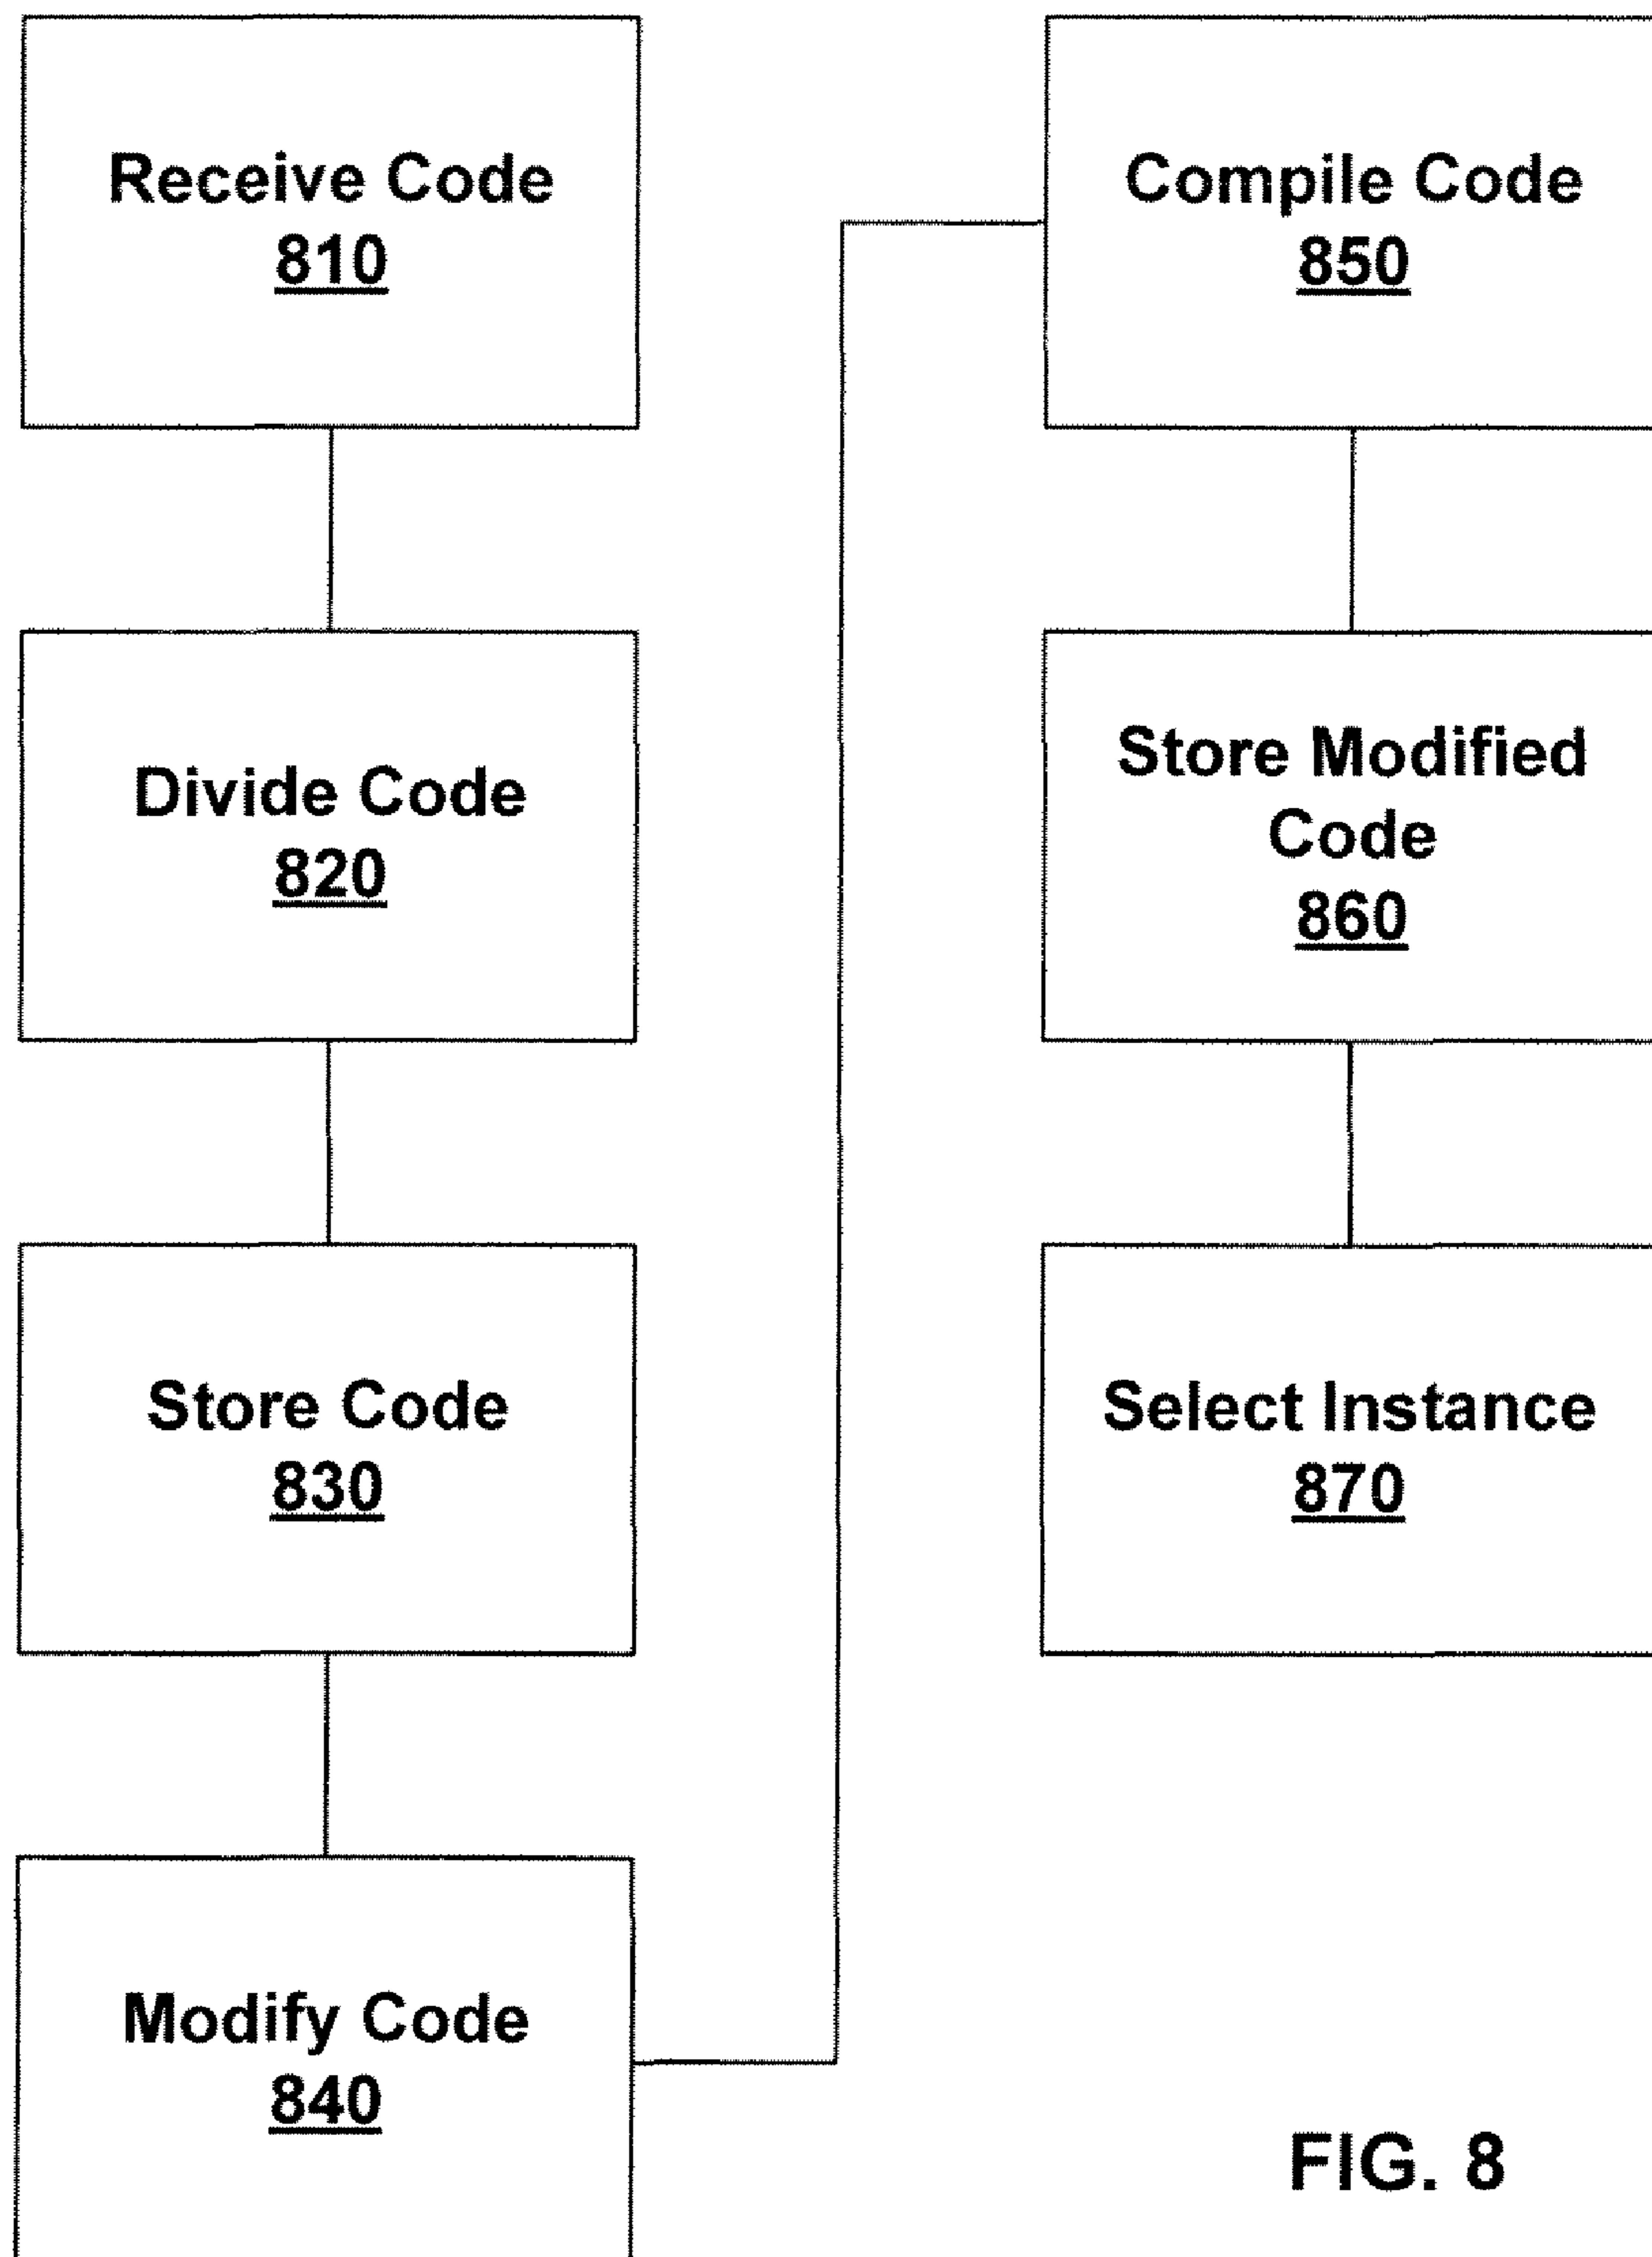 Receive Code
810
Divide Code
820
Store Code
830
Modify Code
840
Compile Code
850
Store Modified
Code
860
Select Instance
870
FIG. 8